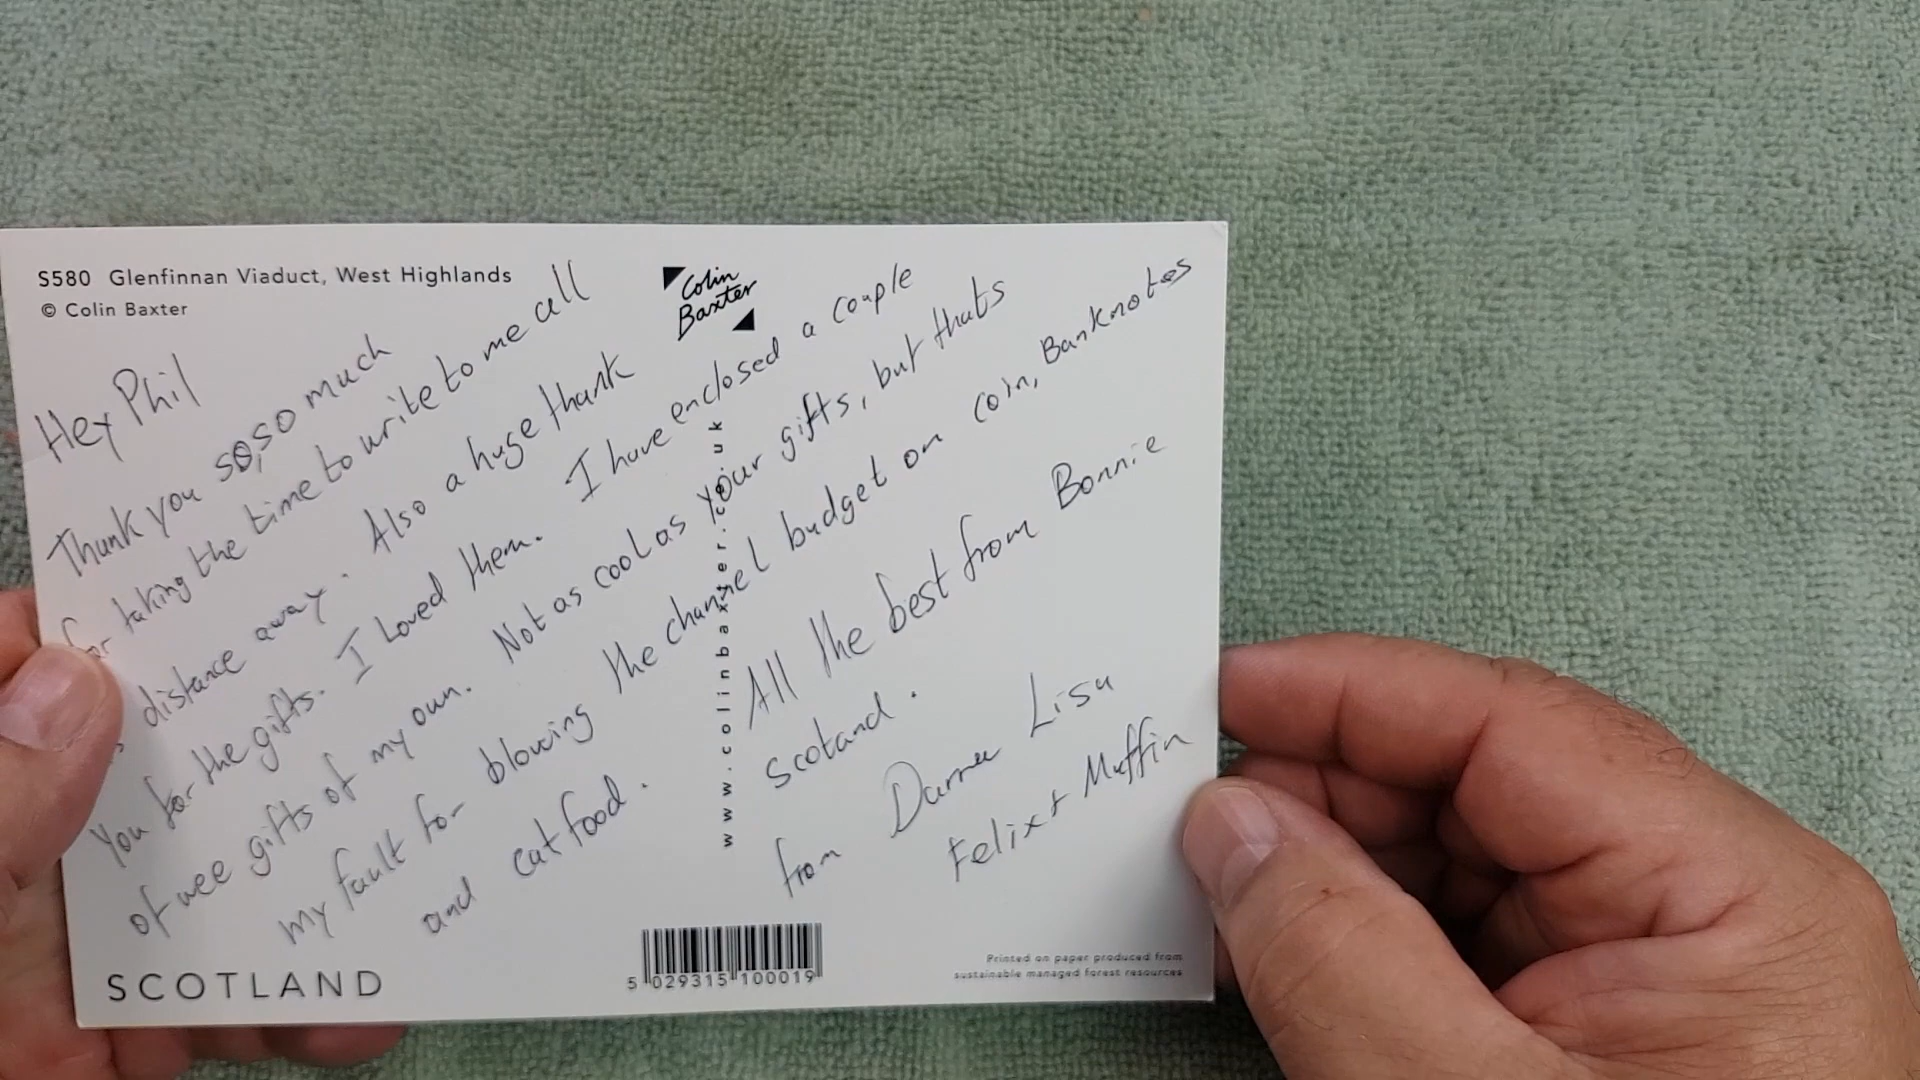 S580 Glenfinnan Viaduct, West Highlands
© Colin Baxter
Colin
Baxter
Hey Phil
Thank you so, so much
for taking the time to write to me all
distance away. Also a huge thank
You for the gifts. I Loved them. I have enclosed a couple
of wee gifts of my own. Not as cool as your gifts, but thats
my fault for blowing the channel budget on coin, Banknotes
and cat food.
All the best from Bonnie
Scotand.
from Lisa
Felix + Muffin
www.colinbaxter.co.uk
SCOTLAND
5 029315 100019
Printed on paper produced from
sustainable managed forest resources